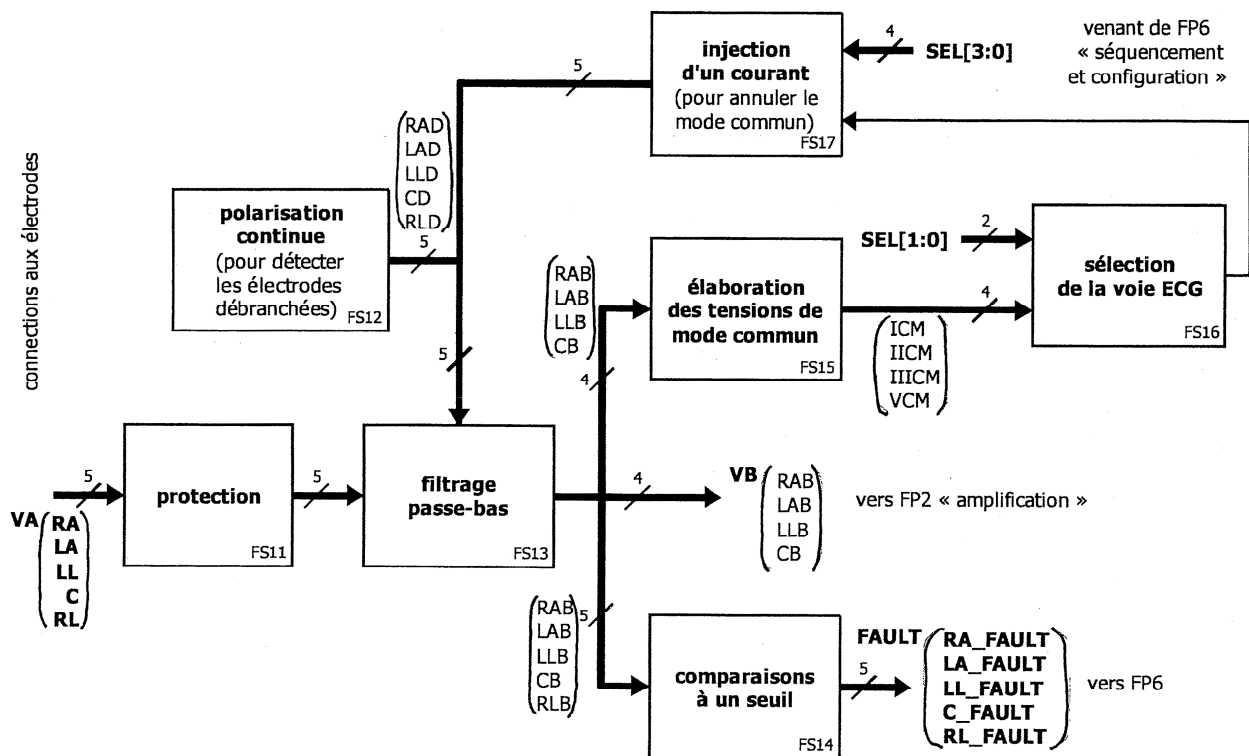 injection
d'un courant
(pour annuler le
mode commun)
FS17
4
SEL[3:0]
venant de FP6
« séquencement
et configuration »
5
RAD
LAD
LLD
CD
RLD
connections aux électrodes
polarisation
continue
(pour détecter
les électrodes
débranchées)
FS12
5
5
RAB
LAB
LLB
CB
4
élaboration
des tensions de
mode commun
FS15
SEL[1:0]
2
4
ICM
IICM
IIICM
VCM
sélection
de la voie ECG
FS16
5
VA
RA
LA
LL
C
RL
protection
FS11
5
filtrage
passe-bas
FS13
4
VB
RAB
LAB
LLB
CB
vers FP2 « amplification »
RAB
LAB
LLB
CB
RLB
5
comparaisons
à un seuil
FS14
FAULT
5
RA_FAULT
LA_FAULT
LL_FAULT
C_FAULT
RL_FAULT
vers FP6